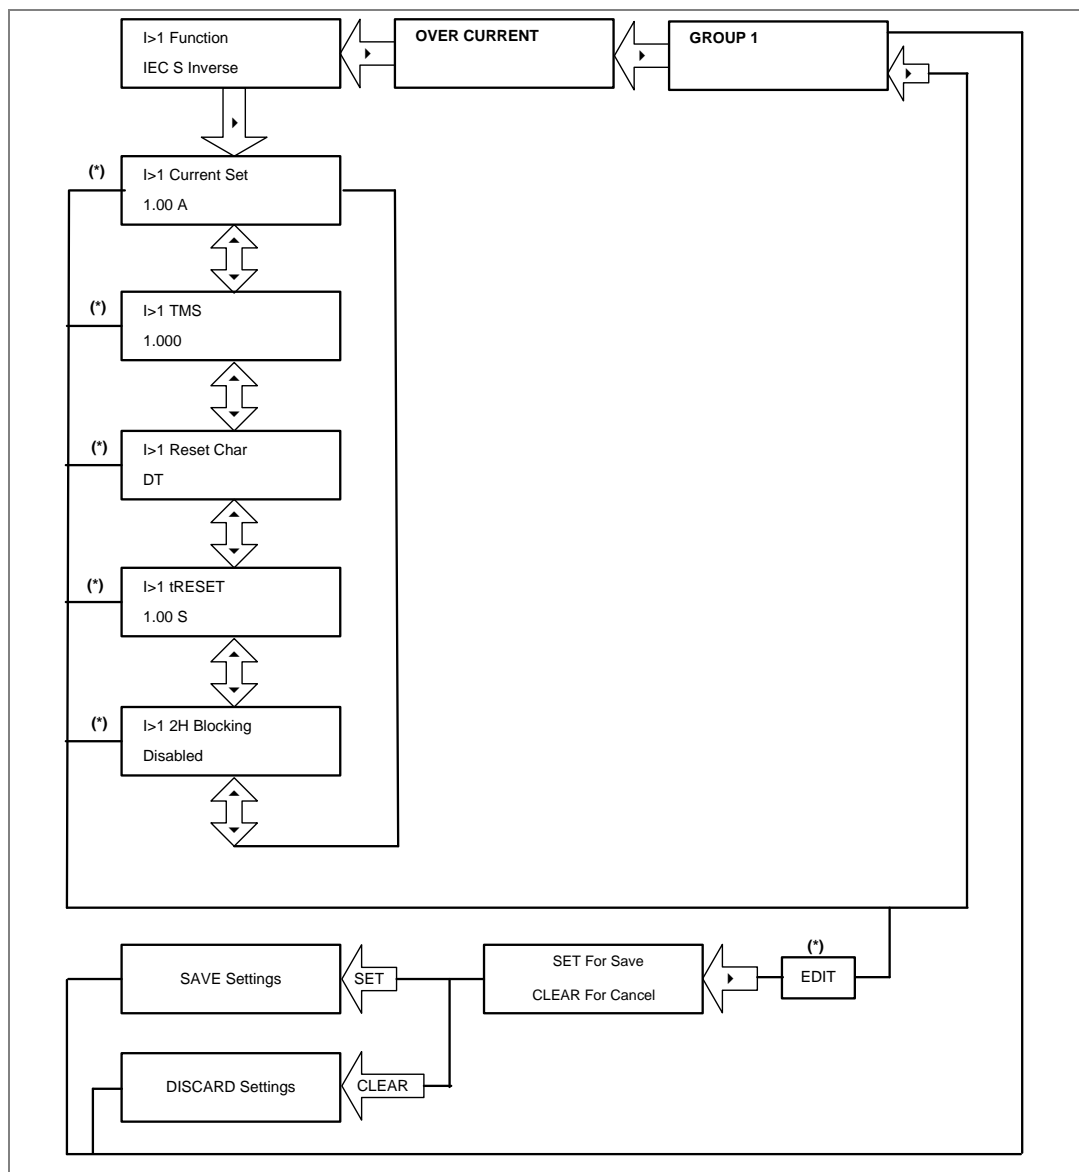 I>1 Function
IEC S Inverse
OVER CURRENT
GROUP 1
(*)
I>1 Current Set
1.00 A
(*)
I>1 TMS
1.000
(*)
I>1 Reset Char
DT
(*)
I>1 tRESET
1.00 S
(*)
I>1 2H Blocking
Disabled
SAVE Settings
SET
SET For Save
CLEAR For Cancel
(*)
EDIT
DISCARD Settings
CLEAR